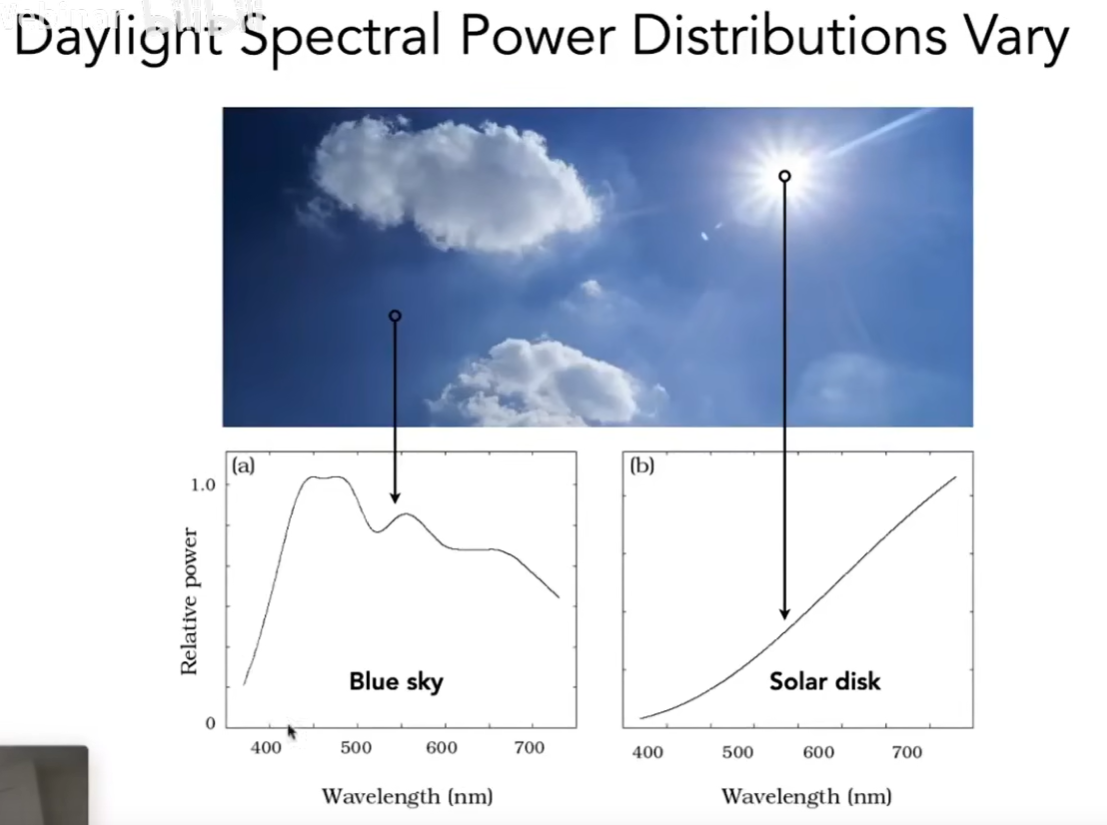 Daylight Spectral Power Distributions Vary
(a)
1.0
Relative power
0
Blue sky
400 500 600 700
Wavelength (nm)
(b)
Solar disk
400 500 600 700
Wavelength (nm)